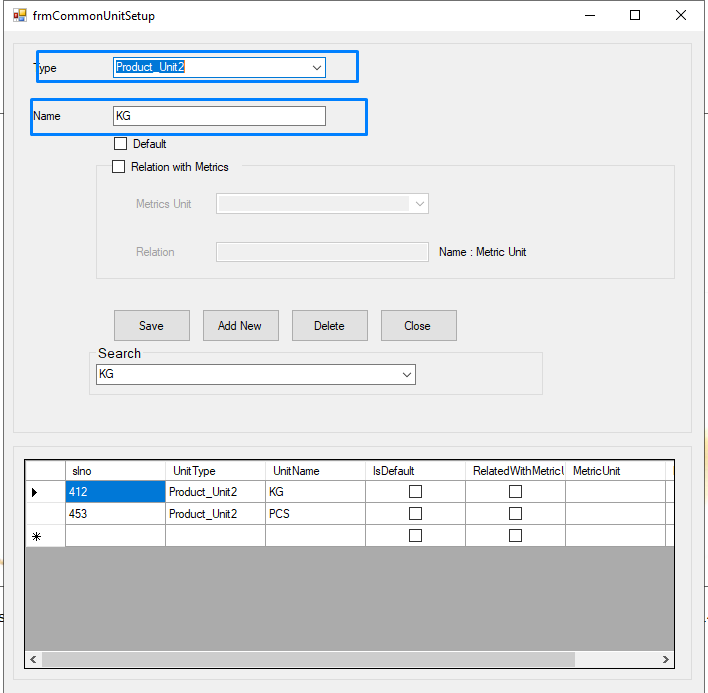 frmCommonUnitSetup
Type Product_Unit2
Name KG
Default
Relation with Metrics
Metrics Unit
Relation Name : Metric Unit
Save Add New Delete Close
Search
KG
slno UnitType UnitName IsDefault RelatedWithMetricU MetricUnit
412 Product_Unit2 KG
453 Product_Unit2 PCS